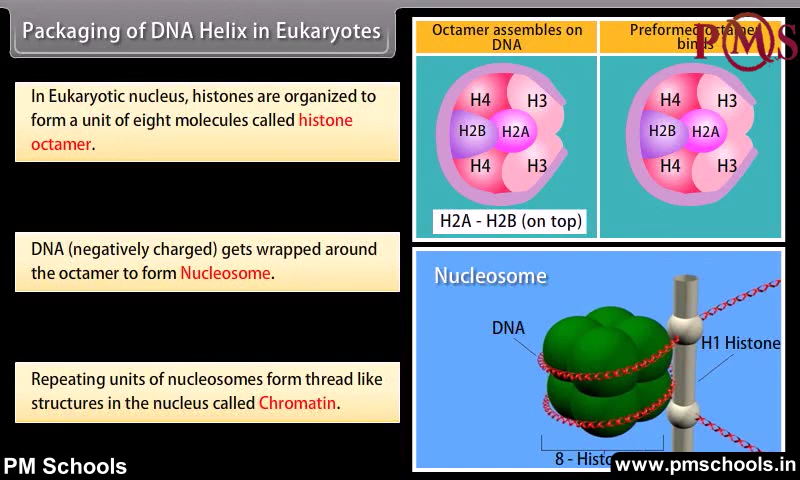 Packaging of DNA Helix in Eukaryotes
In Eukaryotic nucleus, histones are organized to
form a unit of eight molecules called histone
octamer.
DNA (negatively charged) gets wrapped around
the octamer to form Nucleosome.
Repeating units of nucleosomes form thread like
structures in the nucleus called Chromatin.
PM Schools
Octamer assembles on
DNA
H4 H3
H2B H2A
H4 H3
H2A - H2B (on top)
Preformed
PMS
H4 H3
H2B H2A
H4 H3
Nucleosome
DNA
H1 Histone
8 -
www.pmschools.in